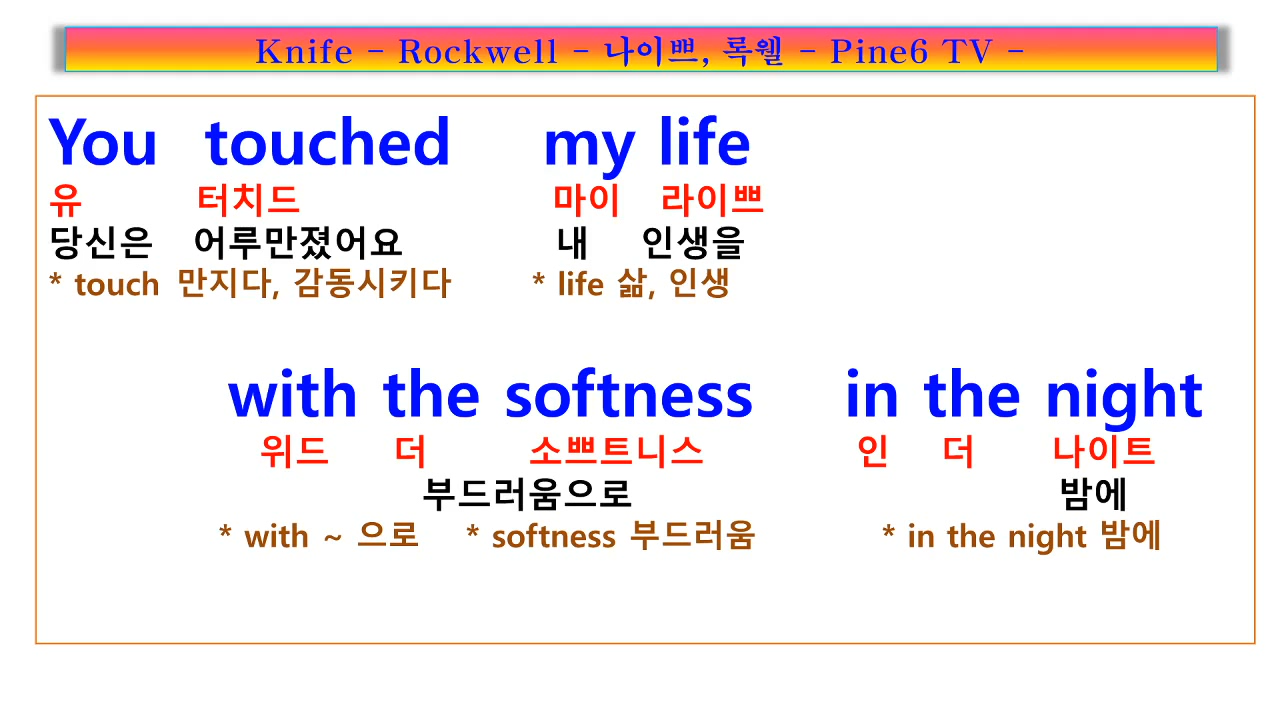 Knife - Rockwell - 나이쁘, 록웰 - Pine6 TV -
You touched my life
유 터치드 마이 라이쁘
당신은 어루만졌어요 내 인생을
* touch 만지다, 감동시키다 * life 삶, 인생
with the softness in the night
위드 더 소쁘트니스 인 더 나이트
부드러움으로 밤에
* with ~ 으로 * softness 부드러움 * in the night 밤에